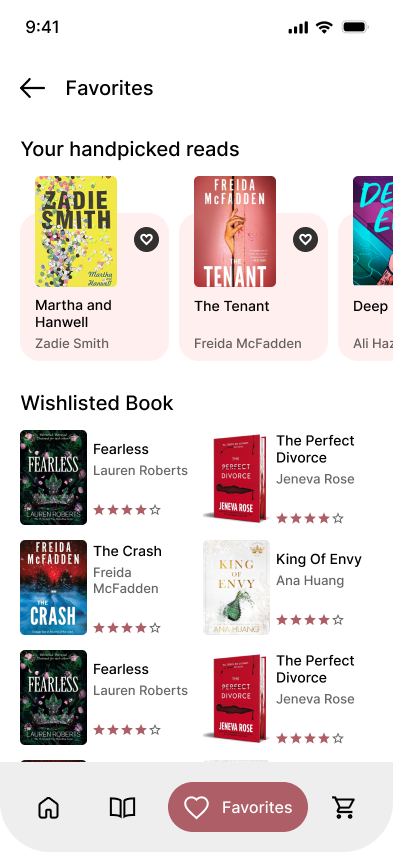 9:41
Favorites
Your handpicked reads
ZADIE
SMITH
Martha and
Hanwell
FREIDA
McFADDEN
THE
TENANT
DE
Martha and
Hanwell
Zadie Smith
The Tenant
Freida McFadden
Deep
Ali Haz
Wishlisted Book
FEARLESS
LAUREN ROBERTS
Fearless
Lauren Roberts
THE
PERFECT
DIVORCE
JENEVA ROSE
The Perfect
Divorce
Jeneva Rose
FREIDA
McFADDEN
THE
CRASH
The Crash
Freida
McFadden
KING
OF
ENVY
ANA HUANG
King Of Envy
Ana Huang
FEARLESS
LAUREN ROBERTS
Fearless
Lauren Roberts
THE
PERFECT
DIVORCE
JENEVA ROSE
The Perfect
Divorce
Jeneva Rose
Favorites